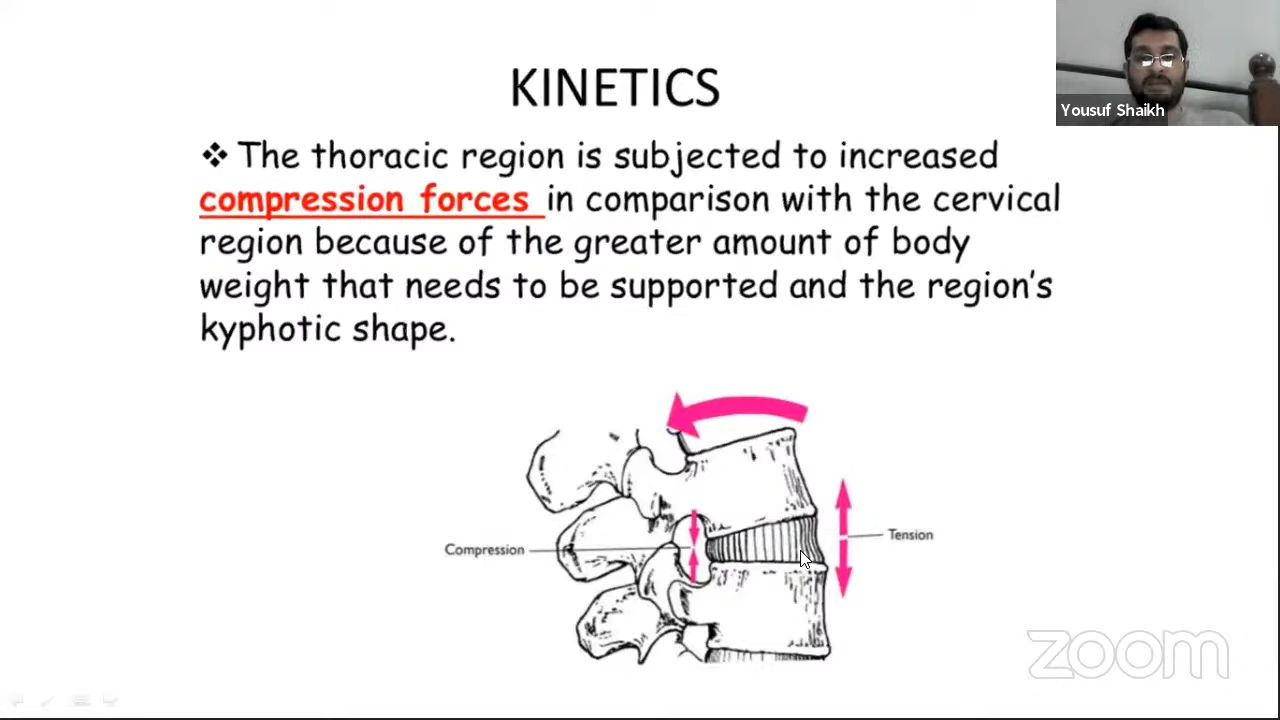 KINETICS
Yousuf Shaikh
❖ The thoracic region is subjected to increased
compression forces in comparison with the cervical
region because of the greater amount of body
weight that needs to be supported and the region's
kyphotic shape.
Compression
Tension
zoom